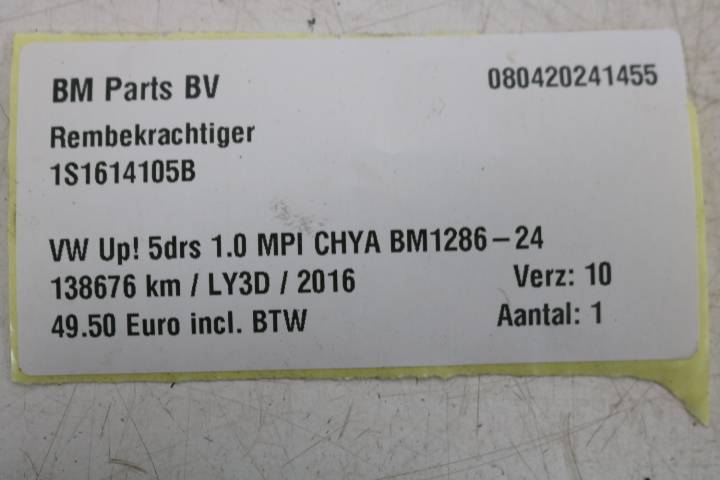 BM Parts BV 080420241455
Rembekrachtiger
1S1614105B
VW Up! 5drs 1.0 MPI CHYA BM1286-24
138676 km / LY3D / 2016 Verz: 10
49.50 Euro incl. BTW Aantal: 1